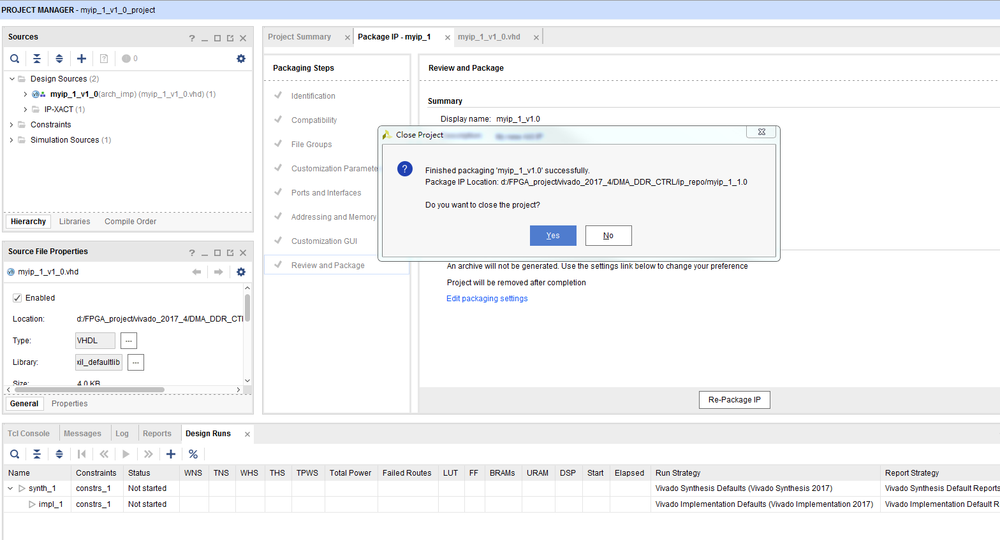 PROJECT MANAGER - myip_1_v1_0_project
Sources
?
0
Design Sources (2)
myip_1_v1_0(arch_imp) (myip_1_v1_0.vhd) (1)
IP-XACT (1)
Constraints
Simulation Sources (1)
Hierarchy Libraries Compile Order
Source File Properties
?
myip_1_v1_0.vhd
Enabled
Location: d:/FPGA_project/vivado_2017_4/DMA_DDR_CTI
Type: VHDL ...
Library: xil_defaultlib ...
Size: 4.0 KB
General Properties
Project Summary Package IP - myip_1 myip_1_v1_0.vhd
Packaging Steps
Identification
Compatibility
File Groups
Customization Paramete
Ports and Interfaces
Addressing and Memory
Customization GUI
Review and Package
Review and Package
Summary
Display name: myip_1_v1.0
Close Project
?
Finished packaging 'myip_1_v1.0' successfully.
Package IP Location: d:/FPGA_project/vivado_2017_4/DMA_DDR_CTRL/ip_repo/myip_1_1.0
Do you want to close the project?
Yes No
An archive will not be generated. Use the settings link below to change your preference
Project will be removed after completion
Edit packaging settings
Re-Package IP
Tcl Console Messages Log Reports Design Runs
Name Constraints Status WNS TNS WHS THS TPWS Total Power Failed Routes LUT FF BRAMs URAM DSP Start Elapsed Run Strategy Report Strategy
synth_1 constrs_1 Not started Vivado Synthesis Defaults (Vivado Synthesis 2017) Vivado Synthesis Default Reports
impl_1 constrs_1 Not started Vivado Implementation Defaults (Vivado Implementation 2017) Vivado Implementation Default R